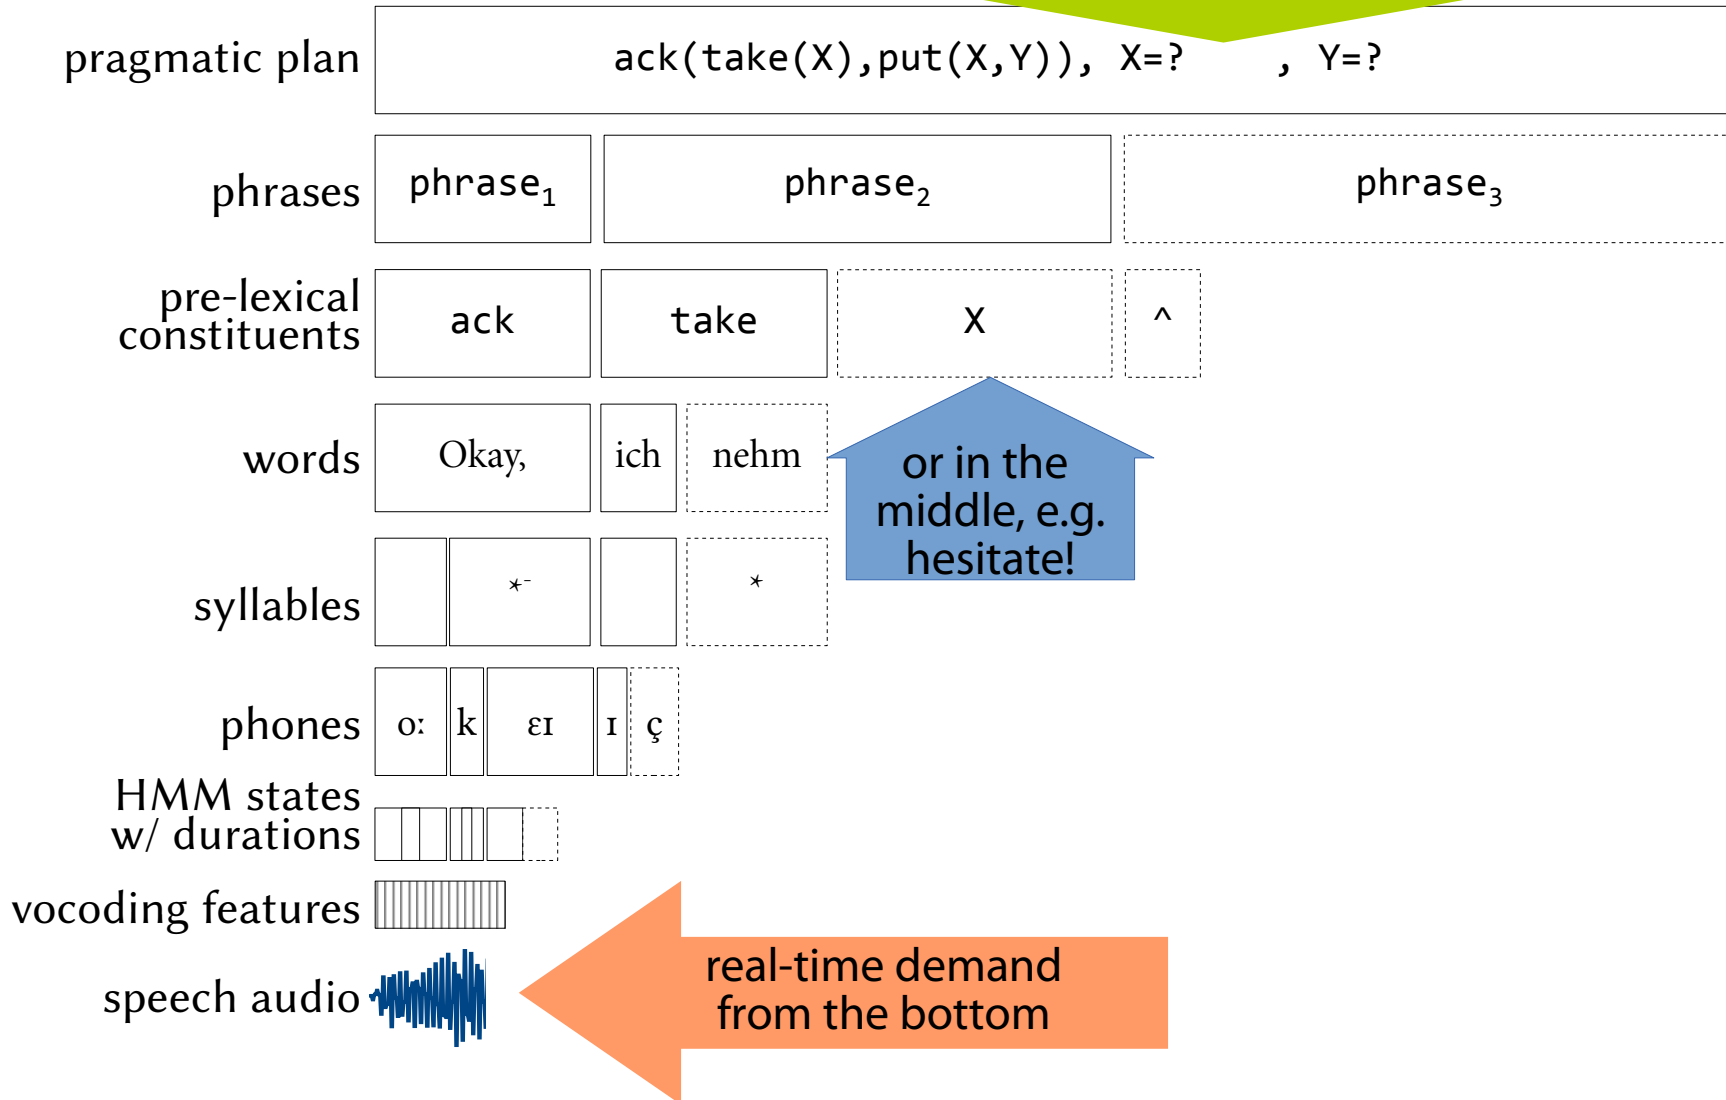 pragmatic plan
ack(take(X),put(X,Y)), X=? , Y=?
phrases
phrase₁ phrase₂ phrase₃
pre-lexical
constituents
ack take X ^
words
Okay, ich nehm
or in the
middle, e.g.
hesitate!
syllables
*- *
phones
oː k ɛɪ ɪ ç
HMM states
w/ durations
vocoding features
speech audio
real-time demand
from the bottom